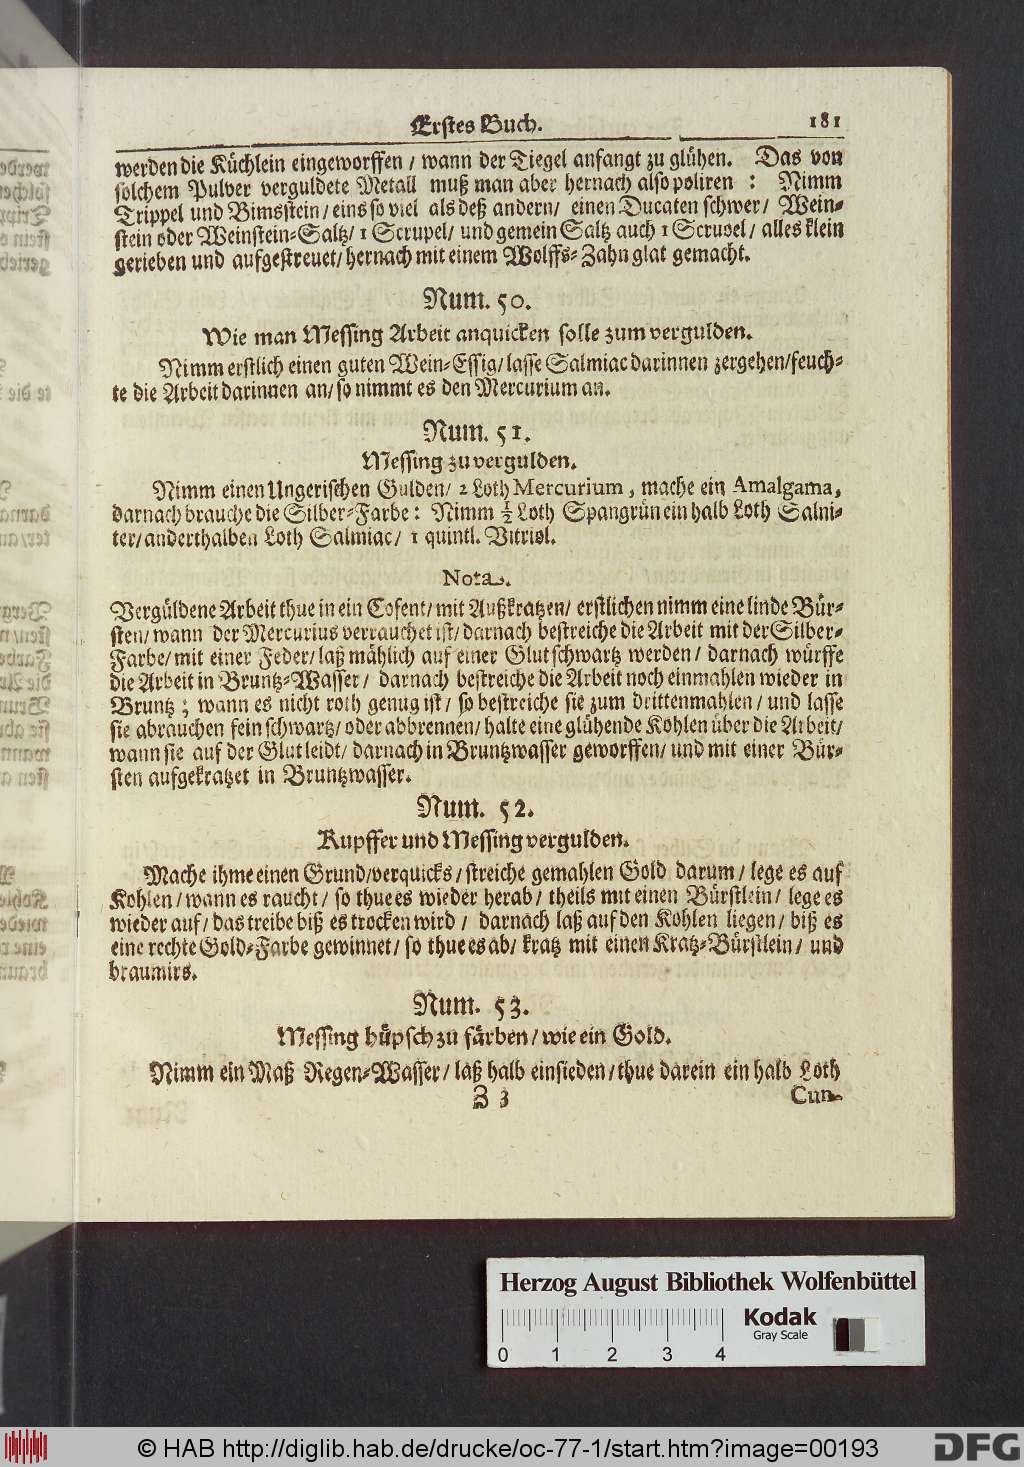 Erstes Buch. 181
werden die Küchlein eingeworffen / wann der Tiegel anfangt zu glühen. Das von
solchem Pulver verguldete Metall muß man aber hernach also poliren : Nimm
Trippel und Bimsstein / eins so viel als deß andern / einen Ducaten schwer / Wein-
stein oder Weinstein-Saltz / 1 Scrupel / und gemein Saltz auch 1 Scrupel / alles klein
gerieben und aufgestreuet / hernach mit einem Wolffs-Zahn glat gemacht.
Num. 50.
Wie man Messing Arbeit anquicken solle zum vergulden.
Nimm erstlich einen guten Wein-Essig / lasse Salmiac darinnen zergehen / feuch-
te die Arbeit darinnen an / so nimmt es den Mercurium an.
Num. 51.
Messing zu vergulden.
Nimm einen Ungerischen Gulden / 2 Loth Mercurium, mache ein Amalgama,
darnach brauche die Silber-Farbe : Nimm ½ Loth Spangrün ein halb Loth Salni-
ter / anderthalben Loth Salmiac / 1 quintl. Vitriol.
Nota.
Vergüldene Arbeit thue in ein Cosent / mit Außkratzen / erstlichen nimm eine linde Bür-
sten / wann der Mercurius verrauchet ist / darnach bestreiche die Arbeit mit der Silber-
Farbe / mit einer Feder / laß mählich auf einer Glut schwartz werden / darnach würffe
die Arbeit in Bruntz-Wasser / darnach bestreiche die Arbeit noch einmahlen wieder in
Bruntz ; wann es nicht roth genug ist / so bestreiche sie zum drittenmahlen / und lasse
sie abrauchen fein schwartz / oder abbrennen / halte eine glühende Kohlen über die Arbeit /
wann sie auf der Glut leidt / darnach in Bruntzwasser geworffen / und mit einer Bür-
sten aufgekratzet in Bruntzwasser.
Num. 52.
Kupffer und Messing vergulden.
Mache ihme einen Grund / verquicks / streiche gemahlen Gold darum / lege es auf
Kohlen / wann es raucht / so thue es wieder herab / theils mit einen Bürstlein / lege es
wieder auf / das treibe biß es trocken wird / darnach laß auf den Kohlen liegen / biß es
eine rechte Gold-Farbe gewinnet / so thue es ab / kratz mit einen Kratz-Bürstlein / und
braumirs.
Num. 53.
Messing hüpsch zu färben / wie ein Gold.
Nimm ein Maß Regen-Wasser / laß halb einsieden / thue darein ein halb Loth
Z 3 Cur-
Herzog August Bibliothek Wolfenbüttel
Kodak
Gray Scale
0 1 2 3 4
© HAB http://diglib.hab.de/drucke/oc-77-1/start.htm?image=00193
DFG